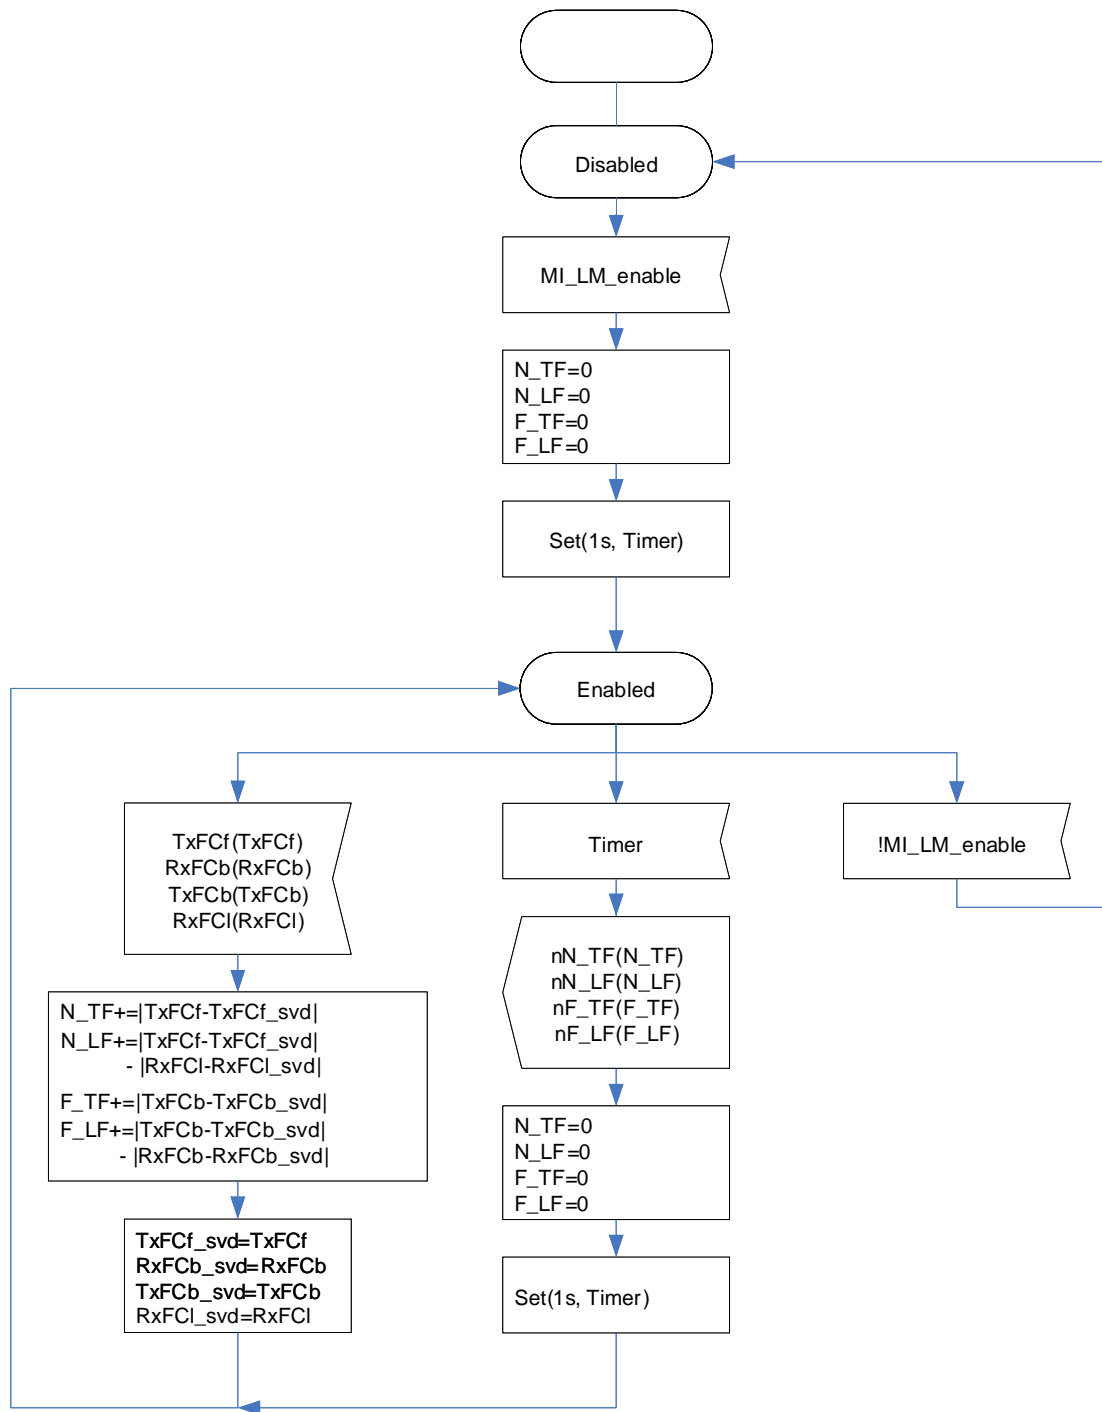 Disabled
MI_LM_enable
N_TF=0
N_LF=0
F_TF=0
F_LF=0
Set(1s, Timer)
Enabled
TxFCf(TxFCf)
RxFCb(RxFCb)
TxFCb(TxFCb)
RxFCl(RxFCl)
N_TF+=|TxFCf-TxFCf_svd|
N_LF+=|TxFCf-TxFCf_svd|
- |RxFCl-RxFCl_svd|
F_TF+=|TxFCb-TxFCb_svd|
F_LF+=|TxFCb-TxFCb_svd|
- |RxFCb-RxFCb_svd|
TxFCf_svd=TxFCf
RxFCb_svd=RxFCb
TxFCb_svd=TxFCb
RxFCl_svd=RxFCl
Timer
nN_TF(N_TF)
nN_LF(N_LF)
nF_TF(F_TF)
nF_LF(F_LF)
N_TF=0
N_LF=0
F_TF=0
F_LF=0
Set(1s, Timer)
!MI_LM_enable